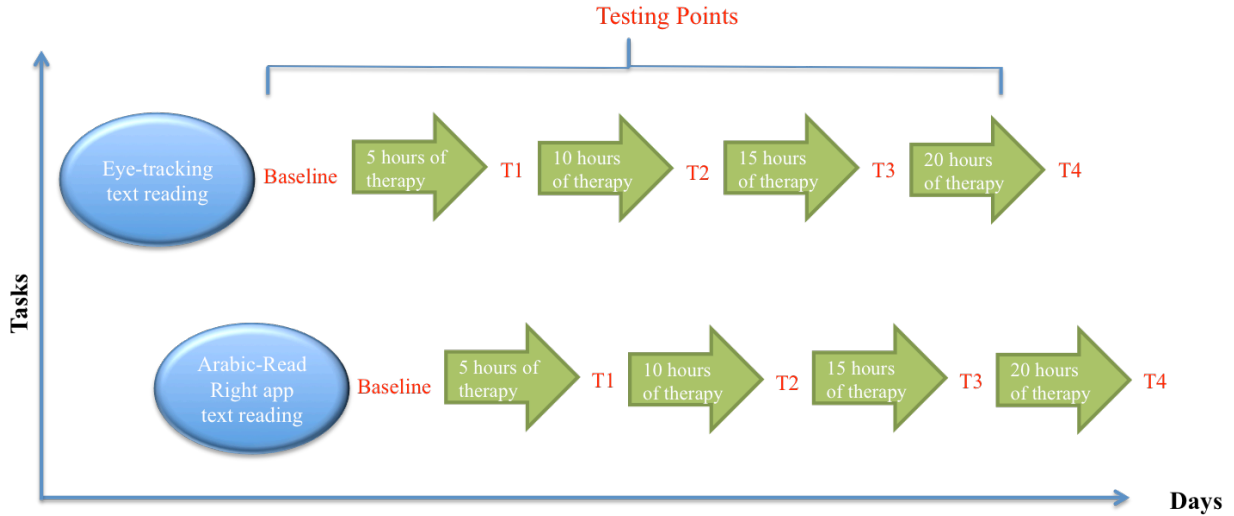 Testing Points
Eye-tracking
text reading
Baseline
5 hours of
therapy
T1
10 hours
of therapy
T2
15 hours
of therapy
T3
20 hours
of therapy
T4
Tasks
Arabic-Read
Right app
text reading
Baseline
5 hours of
therapy
T1
10 hours
of therapy
T2
15 hours
of therapy
T3
20 hours
of therapy
T4
Days